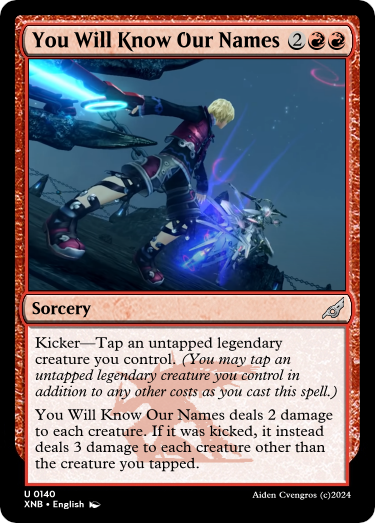 You Will Know Our Names 2
Sorcery
Kicker—Tap an untapped legendary
creature you control. (You may tap an
untapped legendary creature you control in
addition to any other costs as you cast this spell.)
You Will Know Our Names deals 2 damage
to each creature. If it was kicked, it instead
deals 3 damage to each creature other than
the creature you tapped.
U 0140
XNB • English
Aiden Cvengros (c)2024